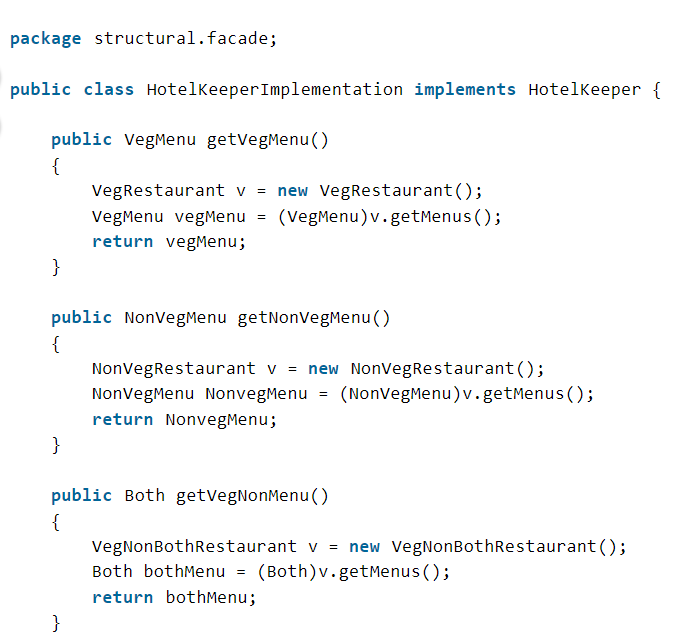 package structural.facade;
public class HotelKeeperImplementation implements HotelKeeper {
public VegMenu getVegMenu()
{
VegRestaurant v = new VegRestaurant();
VegMenu vegMenu = (VegMenu)v.getMenus();
return vegMenu;
}
public NonVegMenu getNonVegMenu()
{
NonVegRestaurant v = new NonVegRestaurant();
NonVegMenu NonvegMenu = (NonVegMenu)v.getMenus();
return NonvegMenu;
}
public Both getVegNonMenu()
{
VegNonBothRestaurant v = new VegNonBothRestaurant();
Both bothMenu = (Both)v.getMenus();
return bothMenu;
}